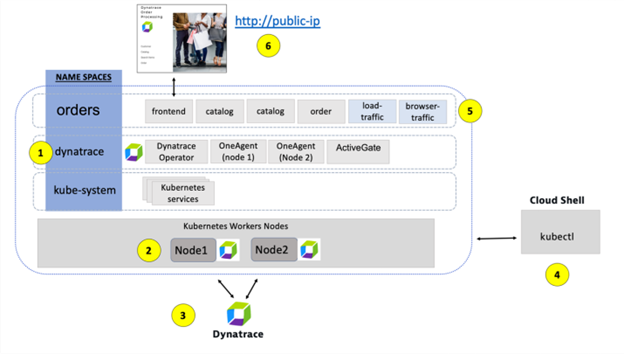 Dynatrace
Order
Processing
http://public-ip
6
NAME SPACES
orders
frontend
catalog
catalog
order
load-
traffic
browser-
traffic
5
1
dynatrace
Dynatrace
Operator
OneAgent
(node 1)
OneAgent
(Node 2)
ActiveGate
kube-system
Kubernetes
services
Cloud Shell
kubectl
4
Kubernetes Workers Nodes
2
Node1
Node2
3
Dynatrace